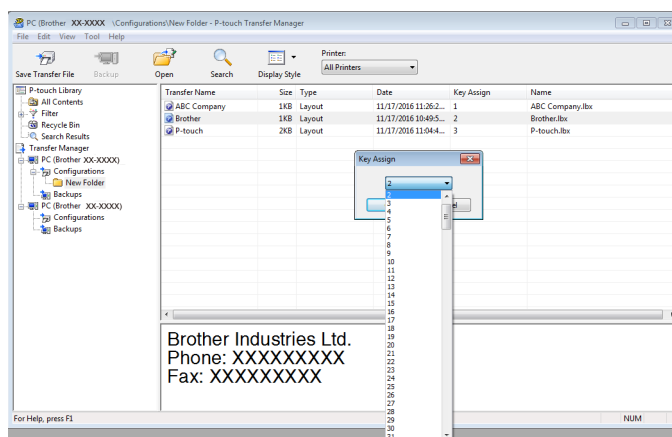 PC (Brother XX-XXXX \Configurations\New Folder - P-touch Transfer Manager
File Edit View Tool Help
Save Transfer File
Backup
Open
Search
Display Style
Printer:
All Printers
P-touch Library
All Contents
Filter
Recycle Bin
Search Results
Transfer Manager
PC (Brother XX-XXXX)
Configurations
New Folder
Backups
PC (Brother XX-XXXX)
Configurations
Backups
Transfer Name Size Type Date Key Assign Name
ABC Company 1KB Layout 11/17/2016 11:26:2... 1 ABC Company.lbx
Brother 1KB Layout 11/17/2016 10:49:5... 2 Brother.lbx
P-touch 2KB Layout 11/17/2016 11:04:4... 3 P-touch.lbx
Key Assign
2
2
3
4
5
6
7
8
9
10
11
12
13
14
15
16
17
18
19
20
21
22
23
24
25
26
27
28
29
30
Brother Industries Ltd.
Phone: XXXXXXXXX
Fax: XXXXXXXXX
For Help, press F1
NUM